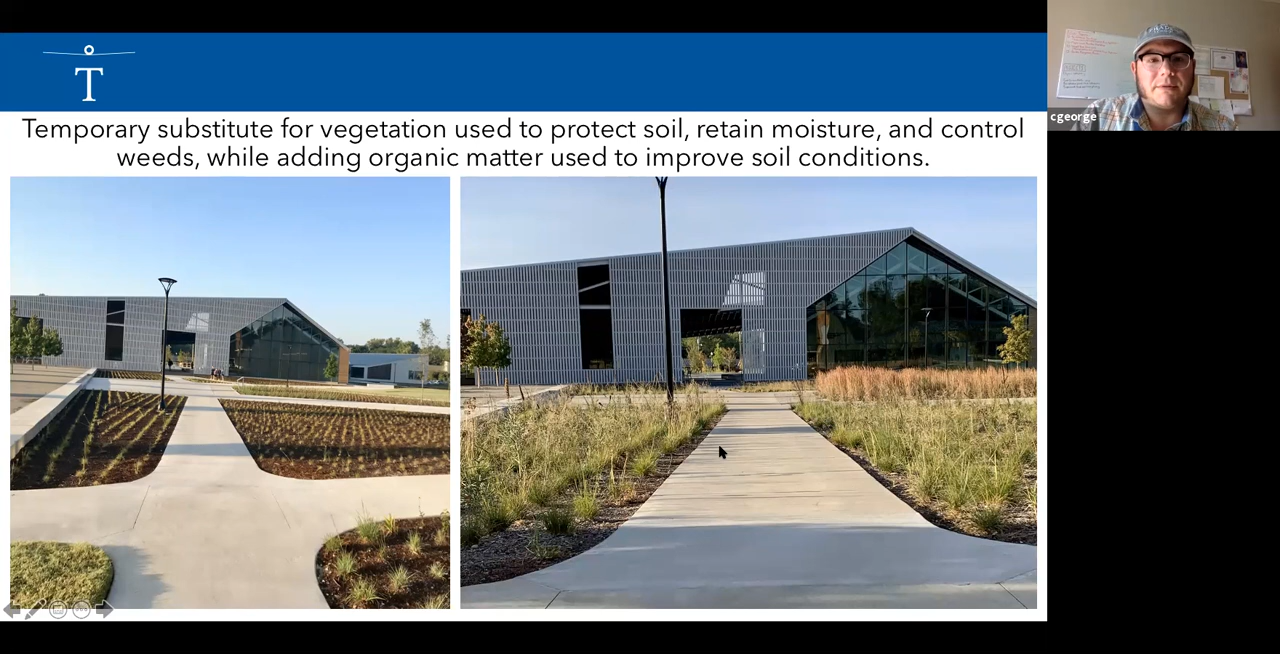 T
Temporary substitute for vegetation used to protect soil, retain moisture, and control
weeds, while adding organic matter used to improve soil conditions.
cgeorge